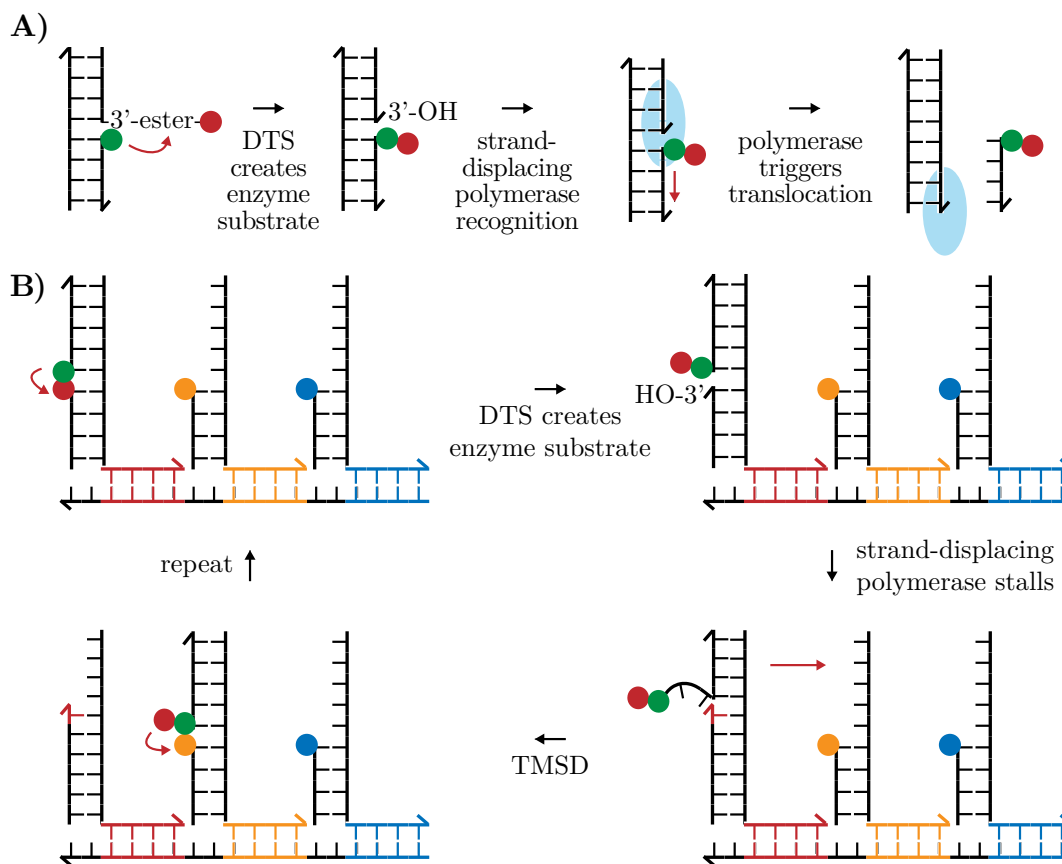 A)
-3'-ester-
DTS
creates
enzyme
substrate
3'-OH
strand-
displacing
polymerase
recognition
polymerase
triggers
translocation
B)
DTS creates
enzyme substrate
HO-3'
strand-displacing
polymerase stalls
repeat
TMSD